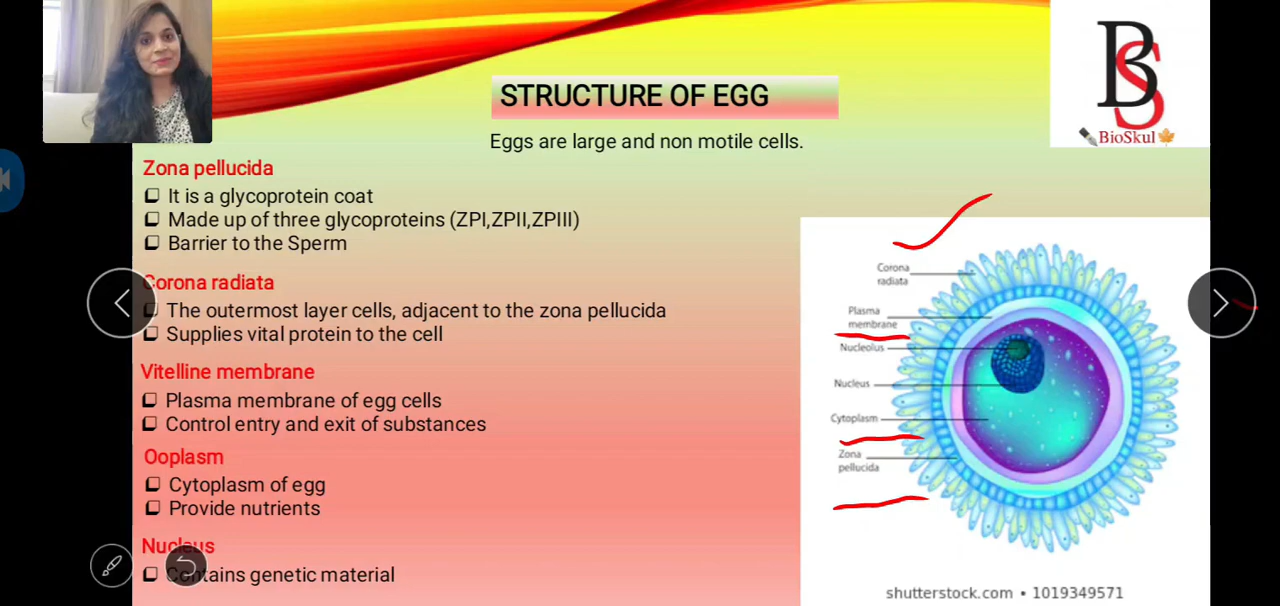 STRUCTURE OF EGG
Eggs are large and non motile cells.
BS
BioSkul
Zona pellucida
It is a glycoprotein coat
Made up of three glycoproteins (ZPI,ZPII,ZPIII)
Barrier to the Sperm
Corona radiata
The outermost layer cells, adjacent to the zona pellucida
Supplies vital protein to the cell
Vitelline membrane
Plasma membrane of egg cells
Control entry and exit of substances
Ooplasm
Cytoplasm of egg
Provide nutrients
Nucleus
Contains genetic material
Corona
radiata
Plasma
membrane
Nucleolus
Nucleus
Cytoplasm
Zona
pellucida
shutterstock.com • 1019349571